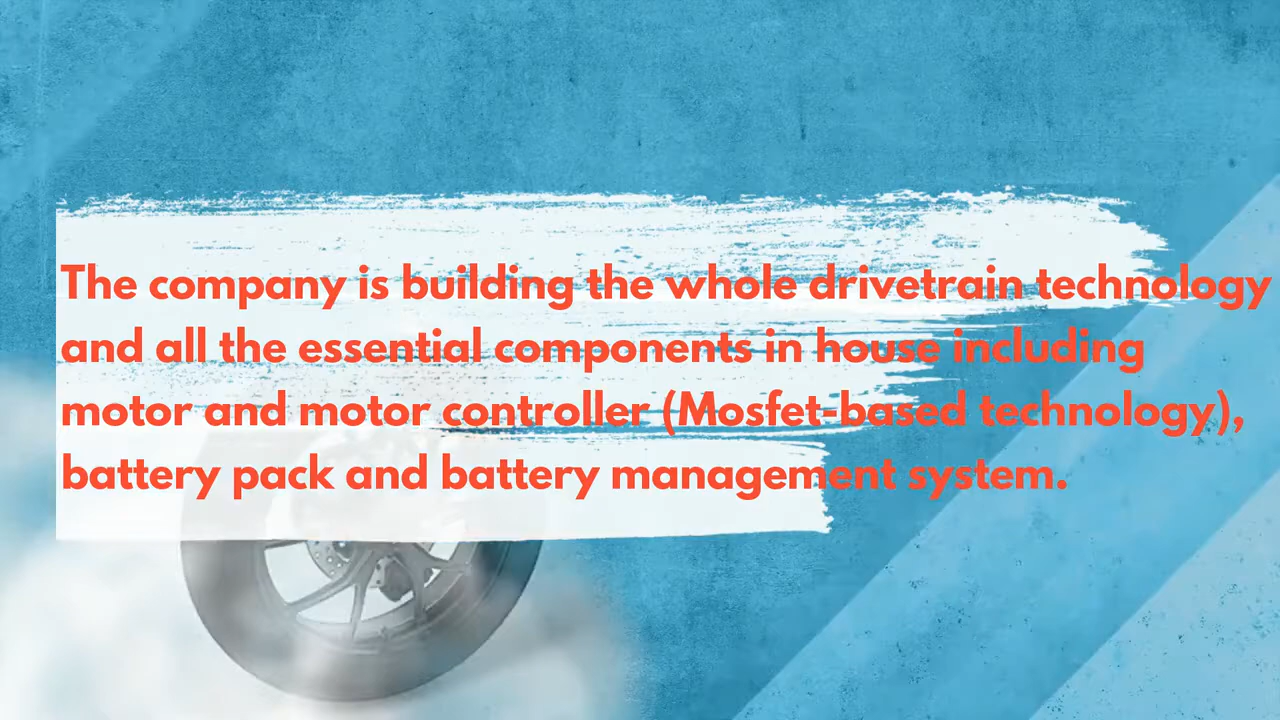 The company is building the whole drivetrain technology
and all the essential components in house including
motor and motor controller (Mosfet-based technology),
battery pack and battery management system.